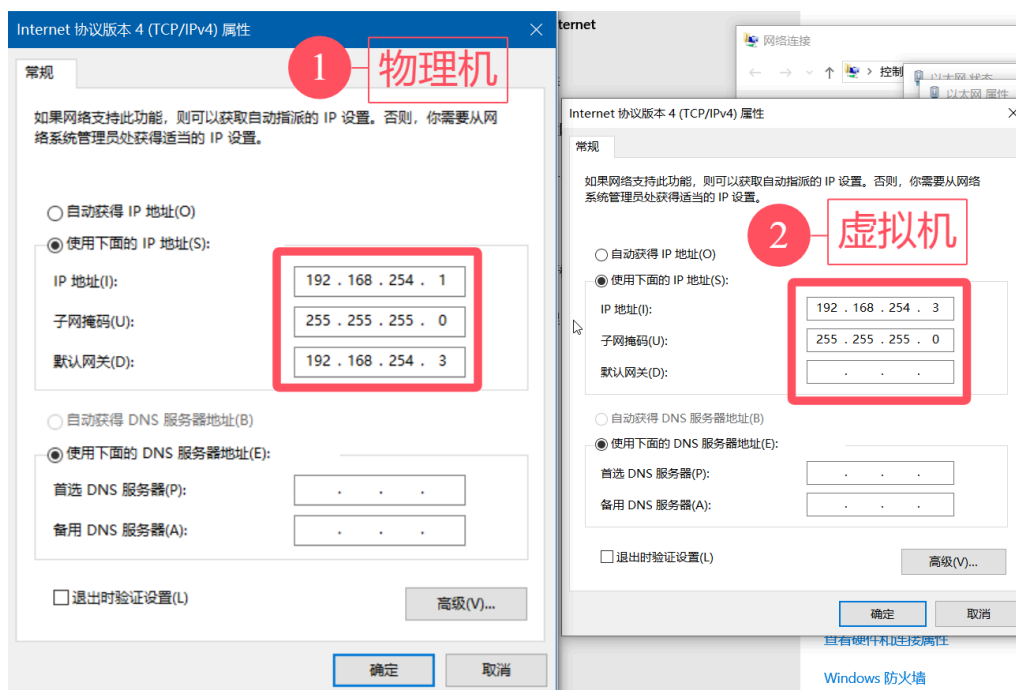 Internet 协议版本 4 (TCP/IPv4) 属性
1 物理机
常规
如果网络支持此功能，则可以获取自动指派的 IP 设置。否则，你需要从网
络系统管理员处获得适当的 IP 设置。
自动获得 IP 地址(O)
使用下面的 IP 地址(S):
IP 地址(I): 192 . 168 . 254 . 1
子网掩码(U): 255 . 255 . 255 . 0
默认网关(D): 192 . 168 . 254 . 3
自动获得 DNS 服务器地址(B)
使用下面的 DNS 服务器地址(E):
首选 DNS 服务器(P): . . .
备用 DNS 服务器(A): . . .
退出时验证设置(L)
高级(V)...
确定 取消
ternet
网络连接
控制
以太网 状态
以太网 属性
Internet 协议版本 4 (TCP/IPv4) 属性
常规
如果网络支持此功能，则可以获取自动指派的 IP 设置。否则，你需要从网络
系统管理员处获得适当的 IP 设置。
2 虚拟机
自动获得 IP 地址(O)
使用下面的 IP 地址(S):
IP 地址(I): 192 . 168 . 254 . 3
子网掩码(U): 255 . 255 . 255 . 0
默认网关(D): . . .
自动获得 DNS 服务器地址(B)
使用下面的 DNS 服务器地址(E):
首选 DNS 服务器(P): . . .
备用 DNS 服务器(A): . . .
退出时验证设置(L)
高级(V)...
确定 取消
查看硬件和连接属性
Windows 防火墙